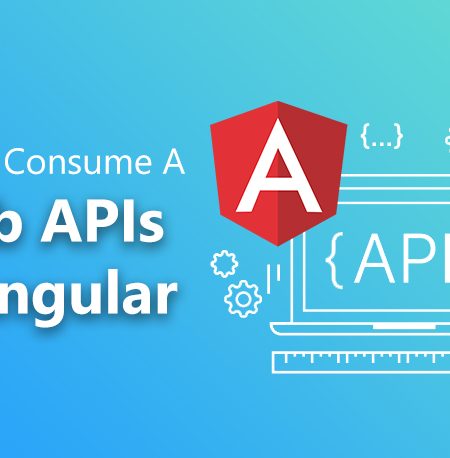 Consume A
b APIs
ngular
A
{...}
{API